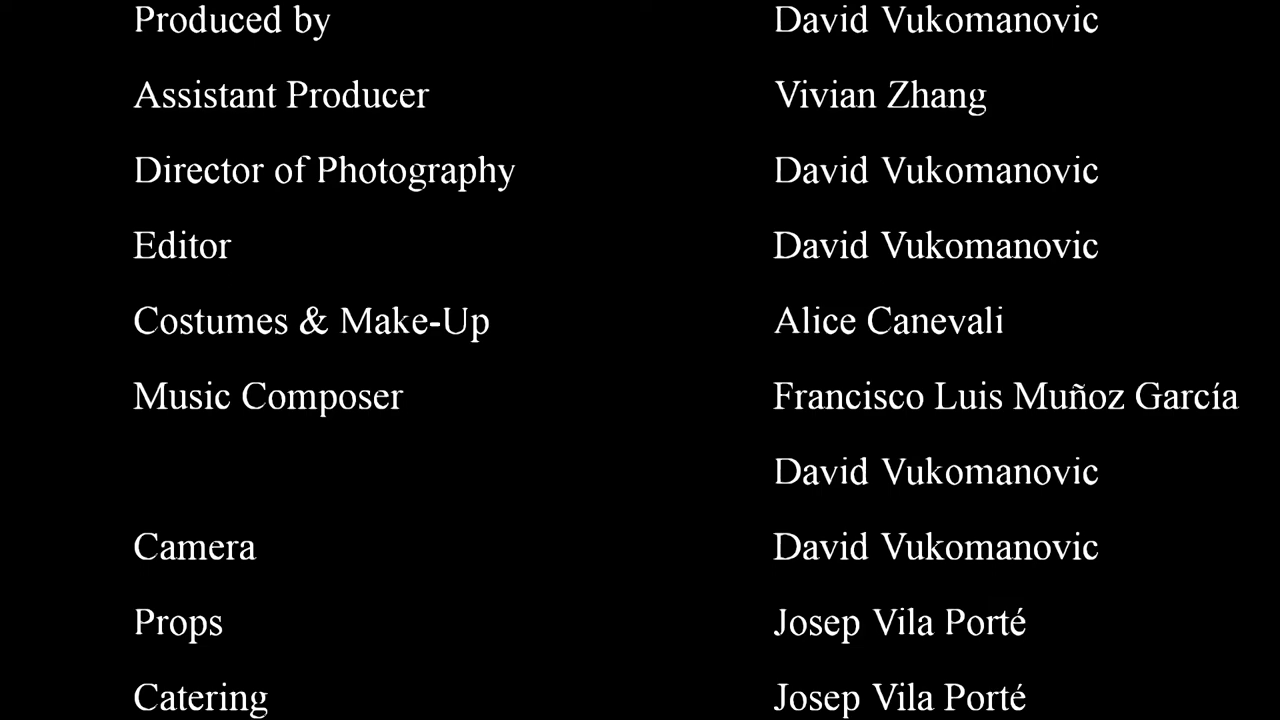 Produced by David Vukomanovic
Assistant Producer Vivian Zhang
Director of Photography David Vukomanovic
Editor David Vukomanovic
Costumes & Make-Up Alice Canevali
Music Composer Francisco Luis Muñoz García
David Vukomanovic
Camera David Vukomanovic
Props Josep Vila Porté
Catering Josep Vila Porté